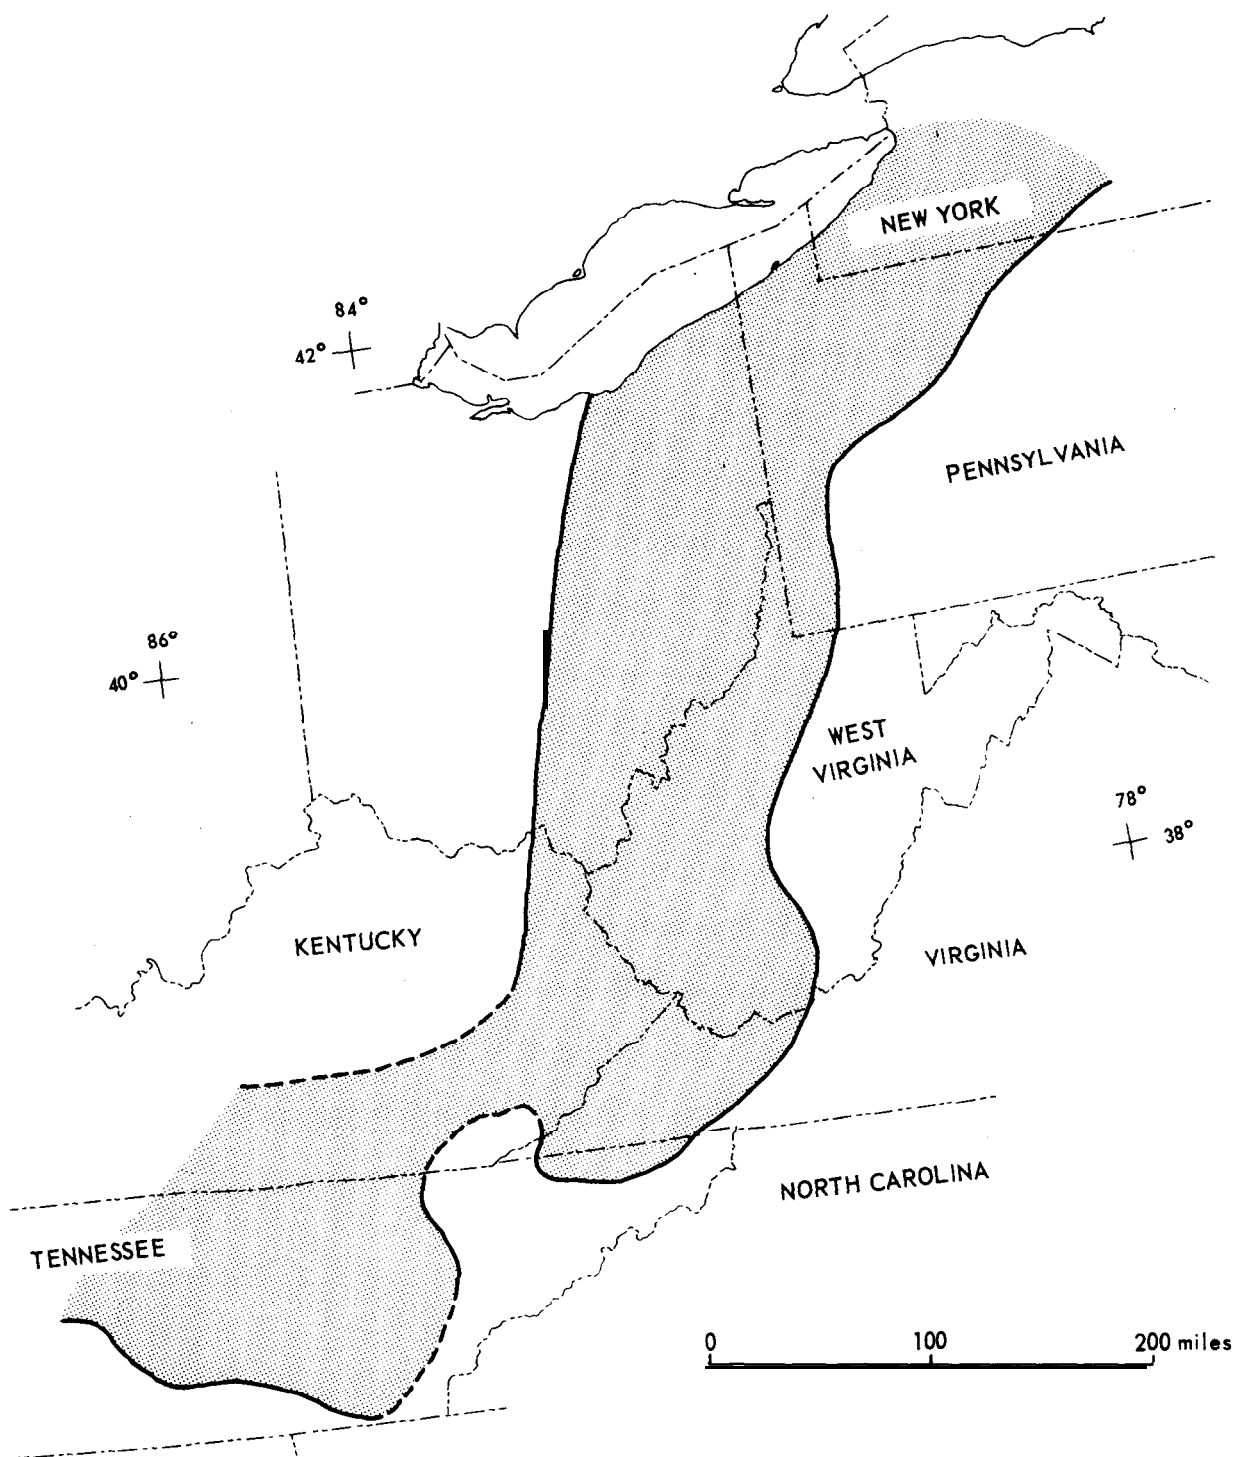 NEW YORK
84°
42°
PENNSYLVANIA
86°
40°
WEST
VIRGINIA
78°
38°
KENTUCKY
VIRGINIA
NORTH CAROLINA
TENNESSEE
0 100 200 miles